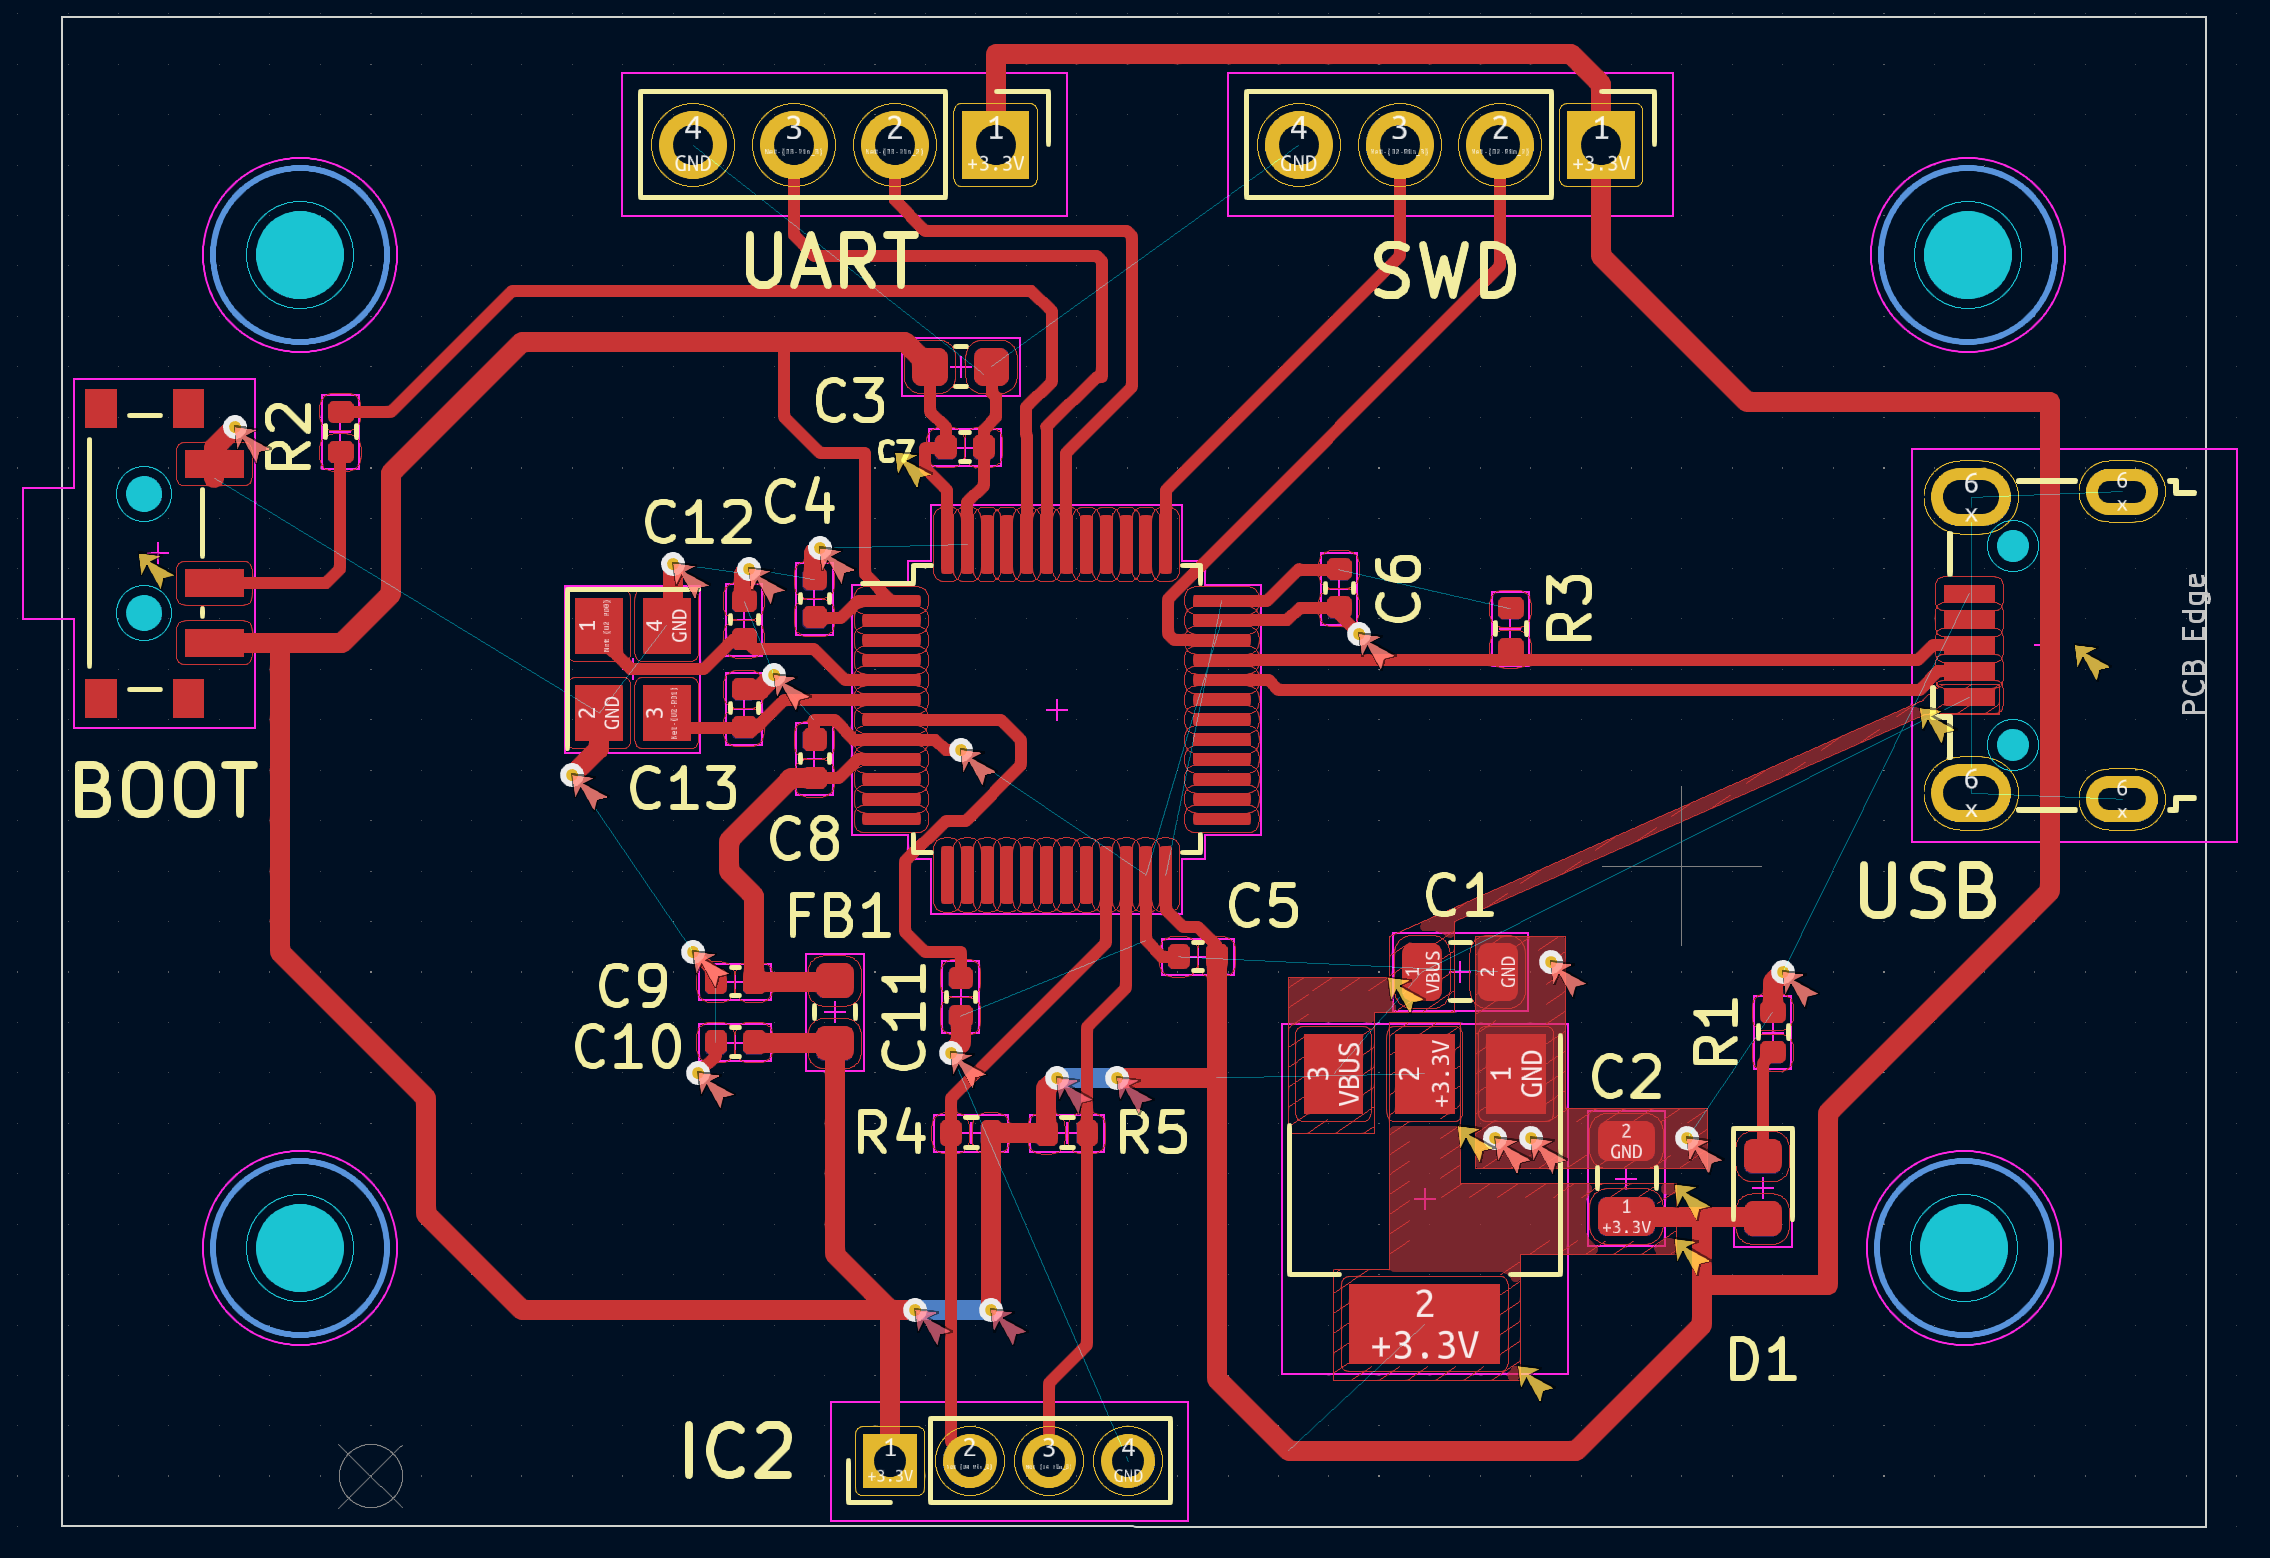 4
GND
3
2
1
+3.3V
4
GND
3
2
1
+3.3V
UART
SWD
C3
R2
C7
C4
C12
C6
R3
6
x
6
x
PCB Edge
1
4
GND
2
GND
3
BOOT
C13
C8
6
x
6
x
USB
FB1
C5
C1
1
VBUS
2
GND
C9
C10
C11
R1
3
VBUS
2
+3.3V
1
GND
C2
R4
R5
2
GND
1
+3.3V
2
+3.3V
D1
IC2
1
+3.3V
2
3
4
GND